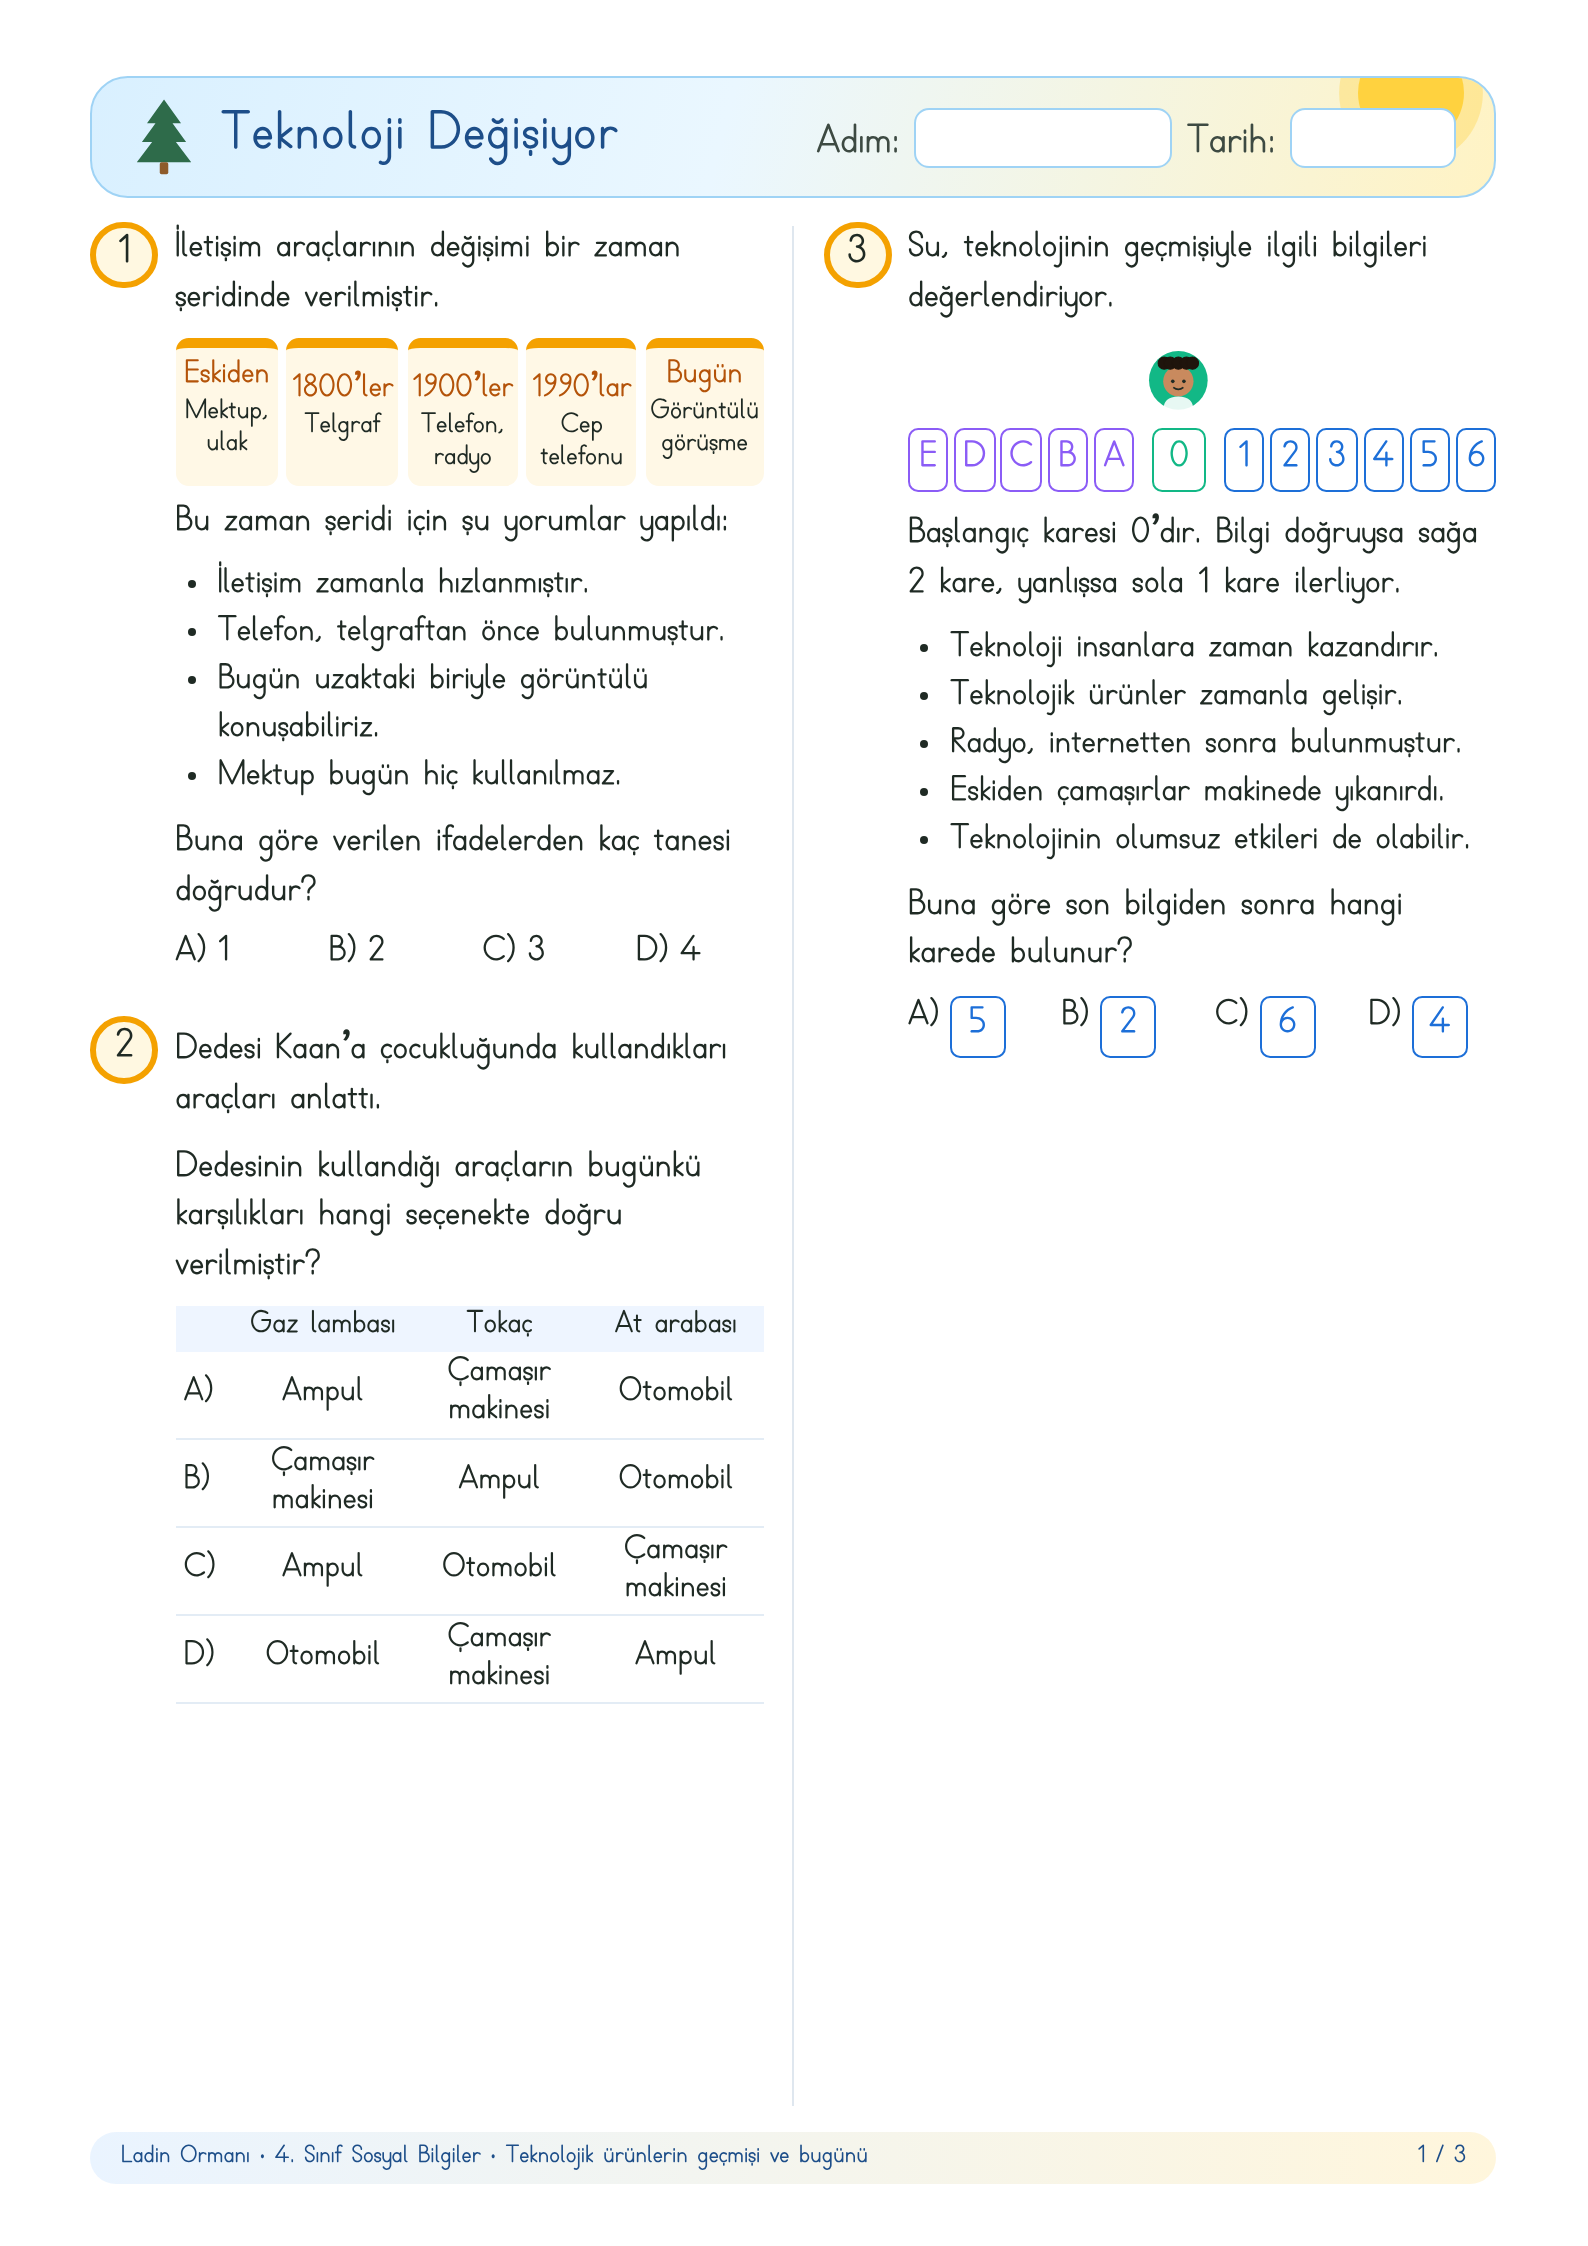 Teknoloji Değişiyor
Adım:
Tarih:
1
İletişim araçlarının değişimi bir zaman
şeridinde verilmiştir.
Eskiden
Mektup,
ulak
1800’ler
Telgraf
1900’ler
Telefon,
radyo
1990’lar
Cep
telefonu
Bugün
Görüntülü
görüşme
Bu zaman şeridi için şu yorumlar yapıldı:
• İletişim zamanla hızlanmıştır.
• Telefon, telgraftan önce bulunmuştur.
• Bugün uzaktaki biriyle görüntülü
konuşabiliriz.
• Mektup bugün hiç kullanılmaz.
Buna göre verilen ifadelerden kaç tanesi
doğrudur?
A) 1 B) 2 C) 3 D) 4
2
Dedesi Kaan’a çocukluğunda kullandıkları
araçları anlattı.
Dedesinin kullandığı araçların bugünkü
karşılıkları hangi seçenekte doğru
verilmiştir?
Gaz lambası Tokaç At arabası
A) Ampul Çamaşır makinesi Otomobil
B) Çamaşır makinesi Ampul Otomobil
C) Ampul Otomobil Çamaşır makinesi
D) Otomobil Çamaşır makinesi Ampul
3
Su, teknolojinin geçmişiyle ilgili bilgileri
değerlendiriyor.
E D C B A 0 1 2 3 4 5 6
Başlangıç karesi 0’dır. Bilgi doğruysa sağa
2 kare, yanlışsa sola 1 kare ilerliyor.
• Teknoloji insanlara zaman kazandırır.
• Teknolojik ürünler zamanla gelişir.
• Radyo, internetten sonra bulunmuştur.
• Eskiden çamaşırlar makinede yıkanırdı.
• Teknolojinin olumsuz etkileri de olabilir.
Buna göre son bilgiden sonra hangi
karede bulunur?
A) 5 B) 2 C) 6 D) 4
Ladin Ormanı • 4. Sınıf Sosyal Bilgiler • Teknolojik ürünlerin geçmişi ve bugünü
1 / 3